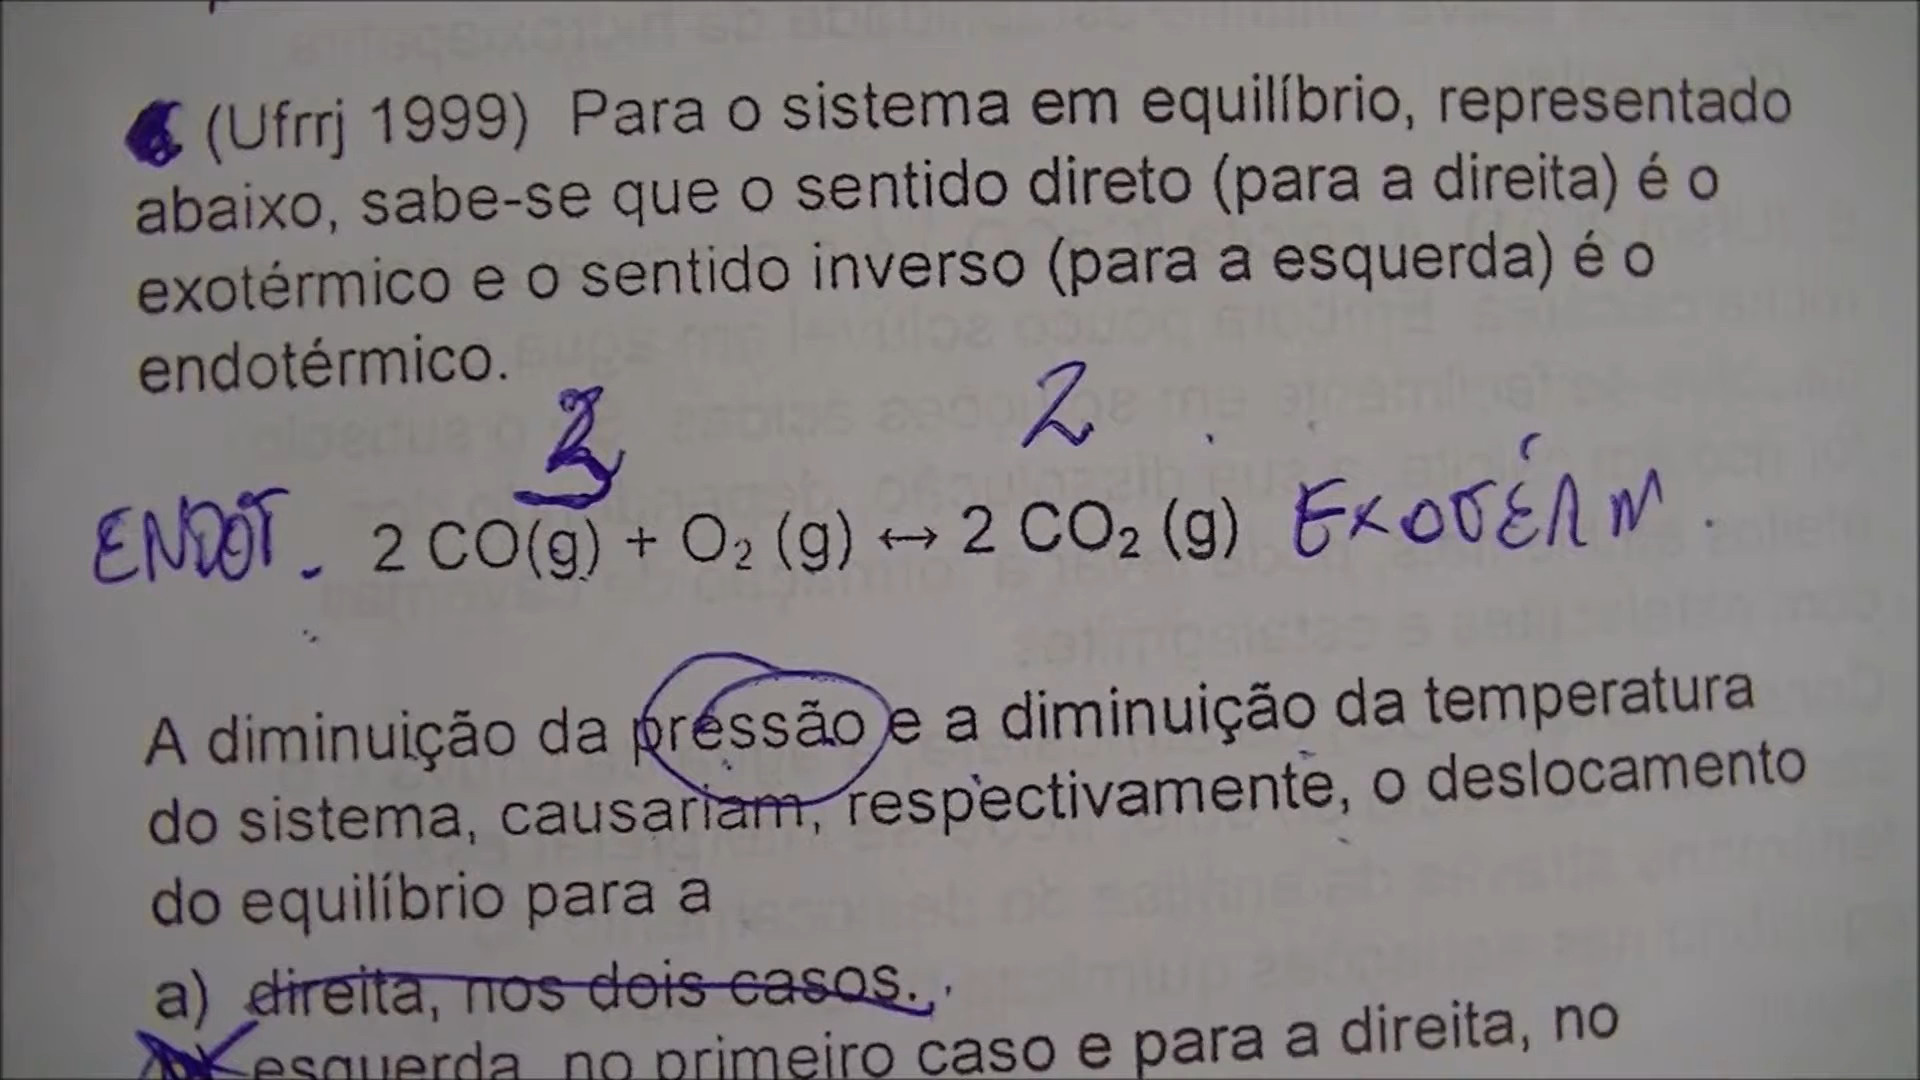 6 (Ufrrj 1999) Para o sistema em equilíbrio, representado
abaixo, sabe-se que o sentido direto (para a direita) é o
exotérmico e o sentido inverso (para a esquerda) é o
endotérmico.
3 2
ENDOT. 2 CO(g) + O₂ (g) ↔ 2 CO₂ (g) EXOTÉRM.
A diminuição da pressão e a diminuição da temperatura
do sistema, causariam, respectivamente, o deslocamento
do equilíbrio para a
a) direita, nos dois casos.
esquerda, no primeiro caso e para a direita, no